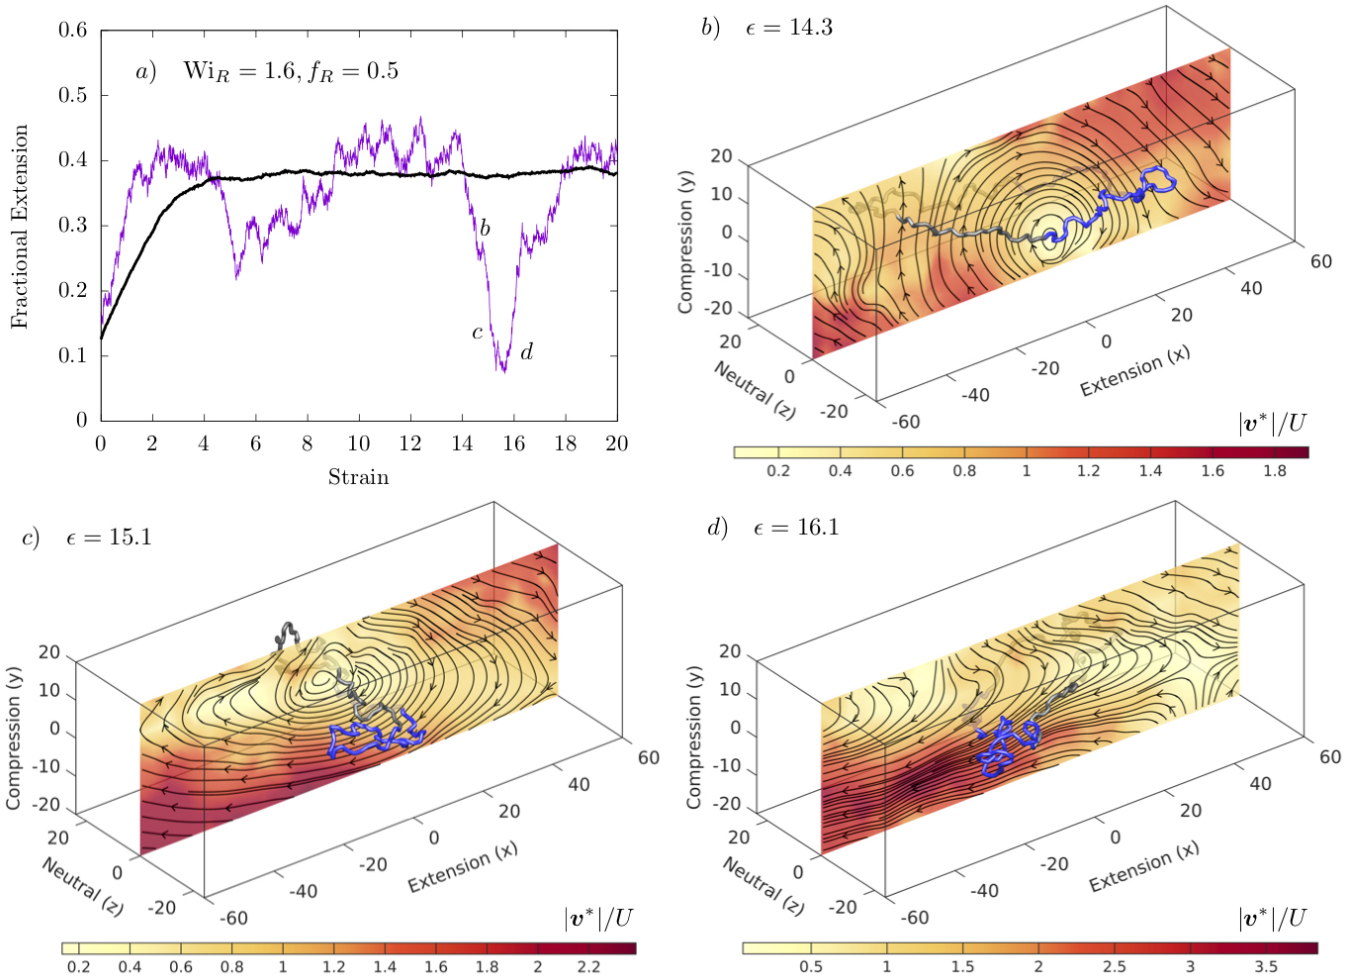 a) Wi_R = 1.6, f_R = 0.5
Fractional Extension
0.6
0.5
0.4
0.3
0.2
0.1
0
b
c
d
0 2 4 6 8 10 12 14 16 18 20
Strain
b) ϵ = 14.3
Compression (y)
20
10
0
-10
-20
Neutral (z)
20
0
-20
Extension (x)
-60
-40
-20
0
20
40
60
|v*|/U
0.2 0.4 0.6 0.8 1 1.2 1.4 1.6 1.8
c) ϵ = 15.1
Compression (y)
20
10
0
-10
-20
Neutral (z)
20
0
-20
Extension (x)
-60
-40
-20
0
20
40
60
|v*|/U
0.2 0.4 0.6 0.8 1 1.2 1.4 1.6 1.8 2 2.2
d) ϵ = 16.1
Compression (y)
20
10
0
-10
-20
Neutral (z)
20
0
-20
Extension (x)
-60
-40
-20
0
20
40
60
|v*|/U
0.5 1 1.5 2 2.5 3 3.5